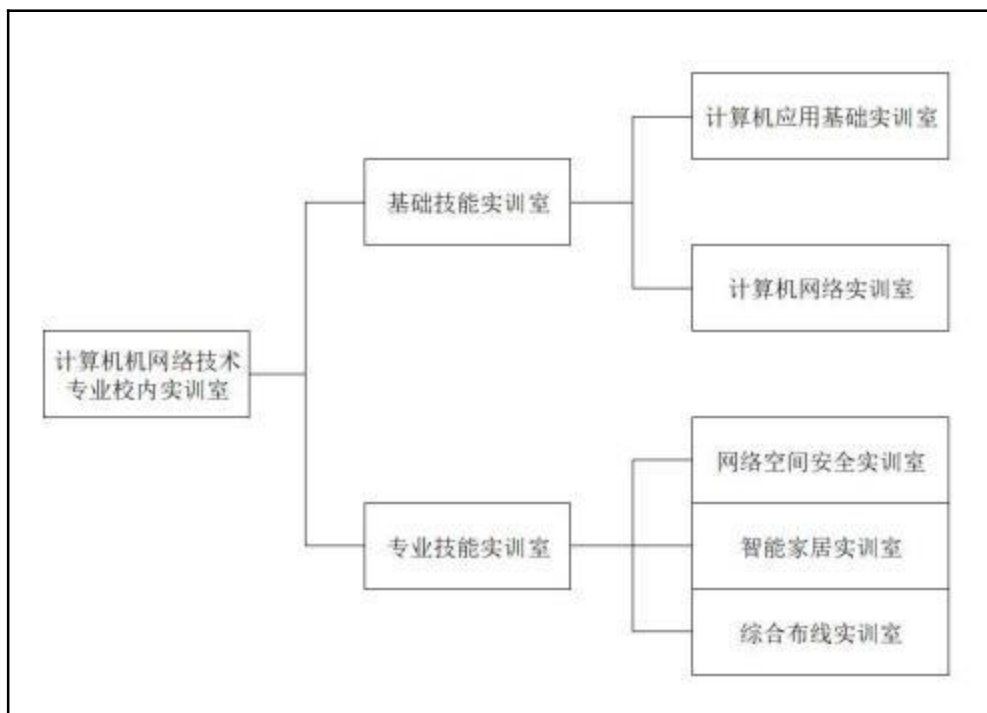 计算机应用基础实训室
基础技能实训室
计算机网络实训室
计算机机网络技术
专业校内实训室
网络空间安全实训室
专业技能实训室
智能家居实训室
综合布线实训室